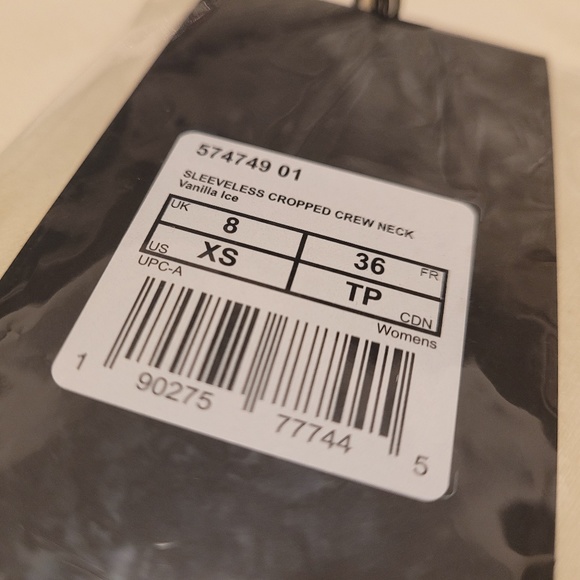 574749 01
SLEEVELESS CROPPED CREW NECK
Vanilla Ice
UK 8 36 FR
US XS TP CDN
UPC-A Womens
1 90275 77744 5